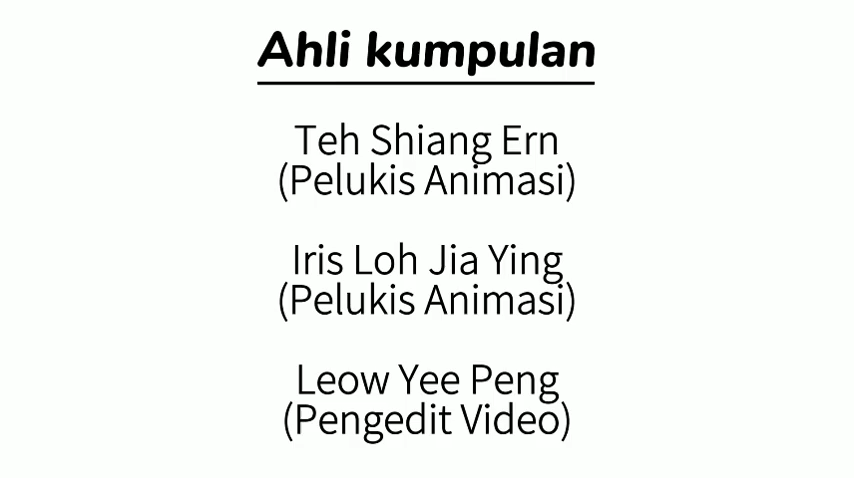 Ahli kumpulan
Teh Shiang Ern
(Pelukis Animasi)
Iris Loh Jia Ying
(Pelukis Animasi)
Leow Yee Peng
(Pengedit Video)